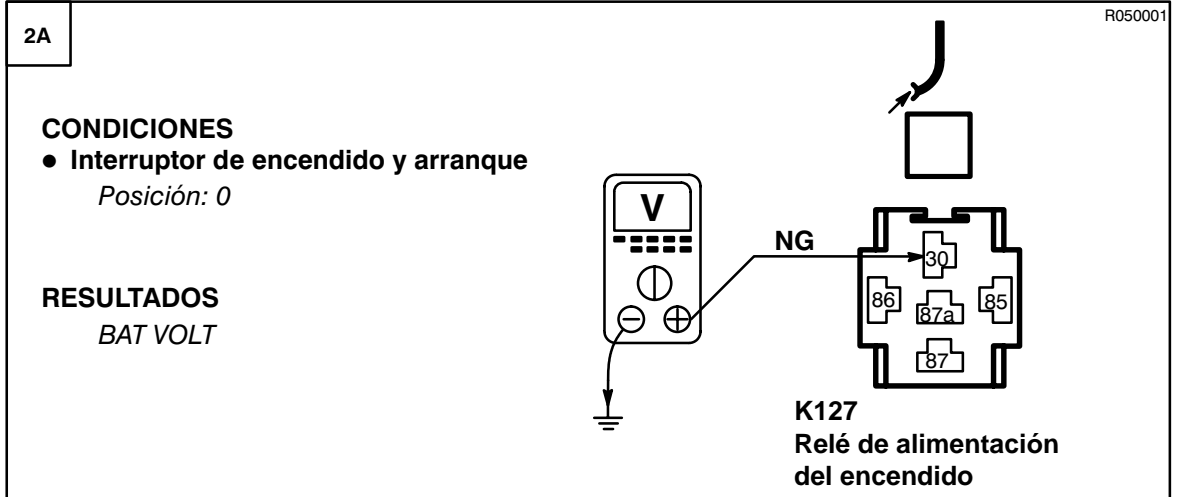 R050001
2A
CONDICIONES
● Interruptor de encendido y arranque
Posición: 0
RESULTADOS
BAT VOLT
V
NG
30
86
87a
85
87
K127
Relé de alimentación
del encendido